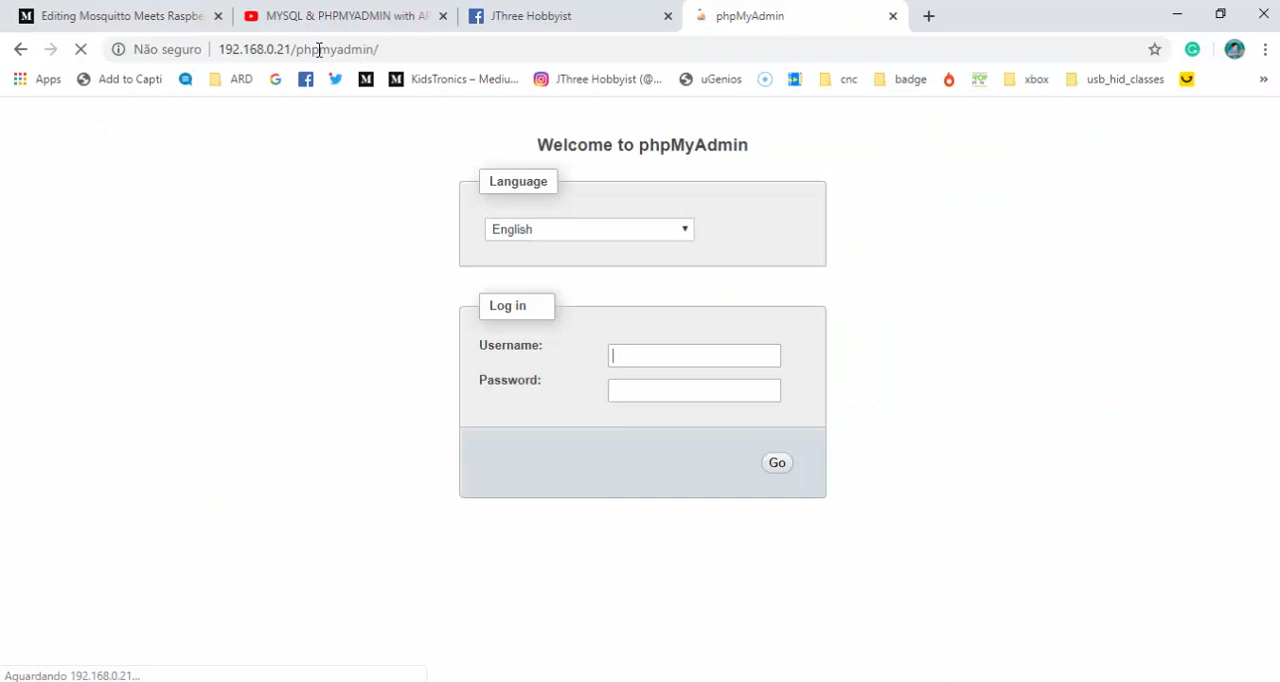 Editing Mosquitto Meets Raspbe
MYSQL & PHPMYADMIN with AR
JThree Hobbyist
phpMyAdmin
Não seguro | 192.168.0.21/phpmyadmin/
Apps Add to Capti ARD KidsTronics – Mediu... JThree Hobbyist (@... uGenios cnc badge xbox usb_hid_classes »
Welcome to phpMyAdmin
Language
English
Log in
Username:
Password:
Go
Aguardando 192.168.0.21...